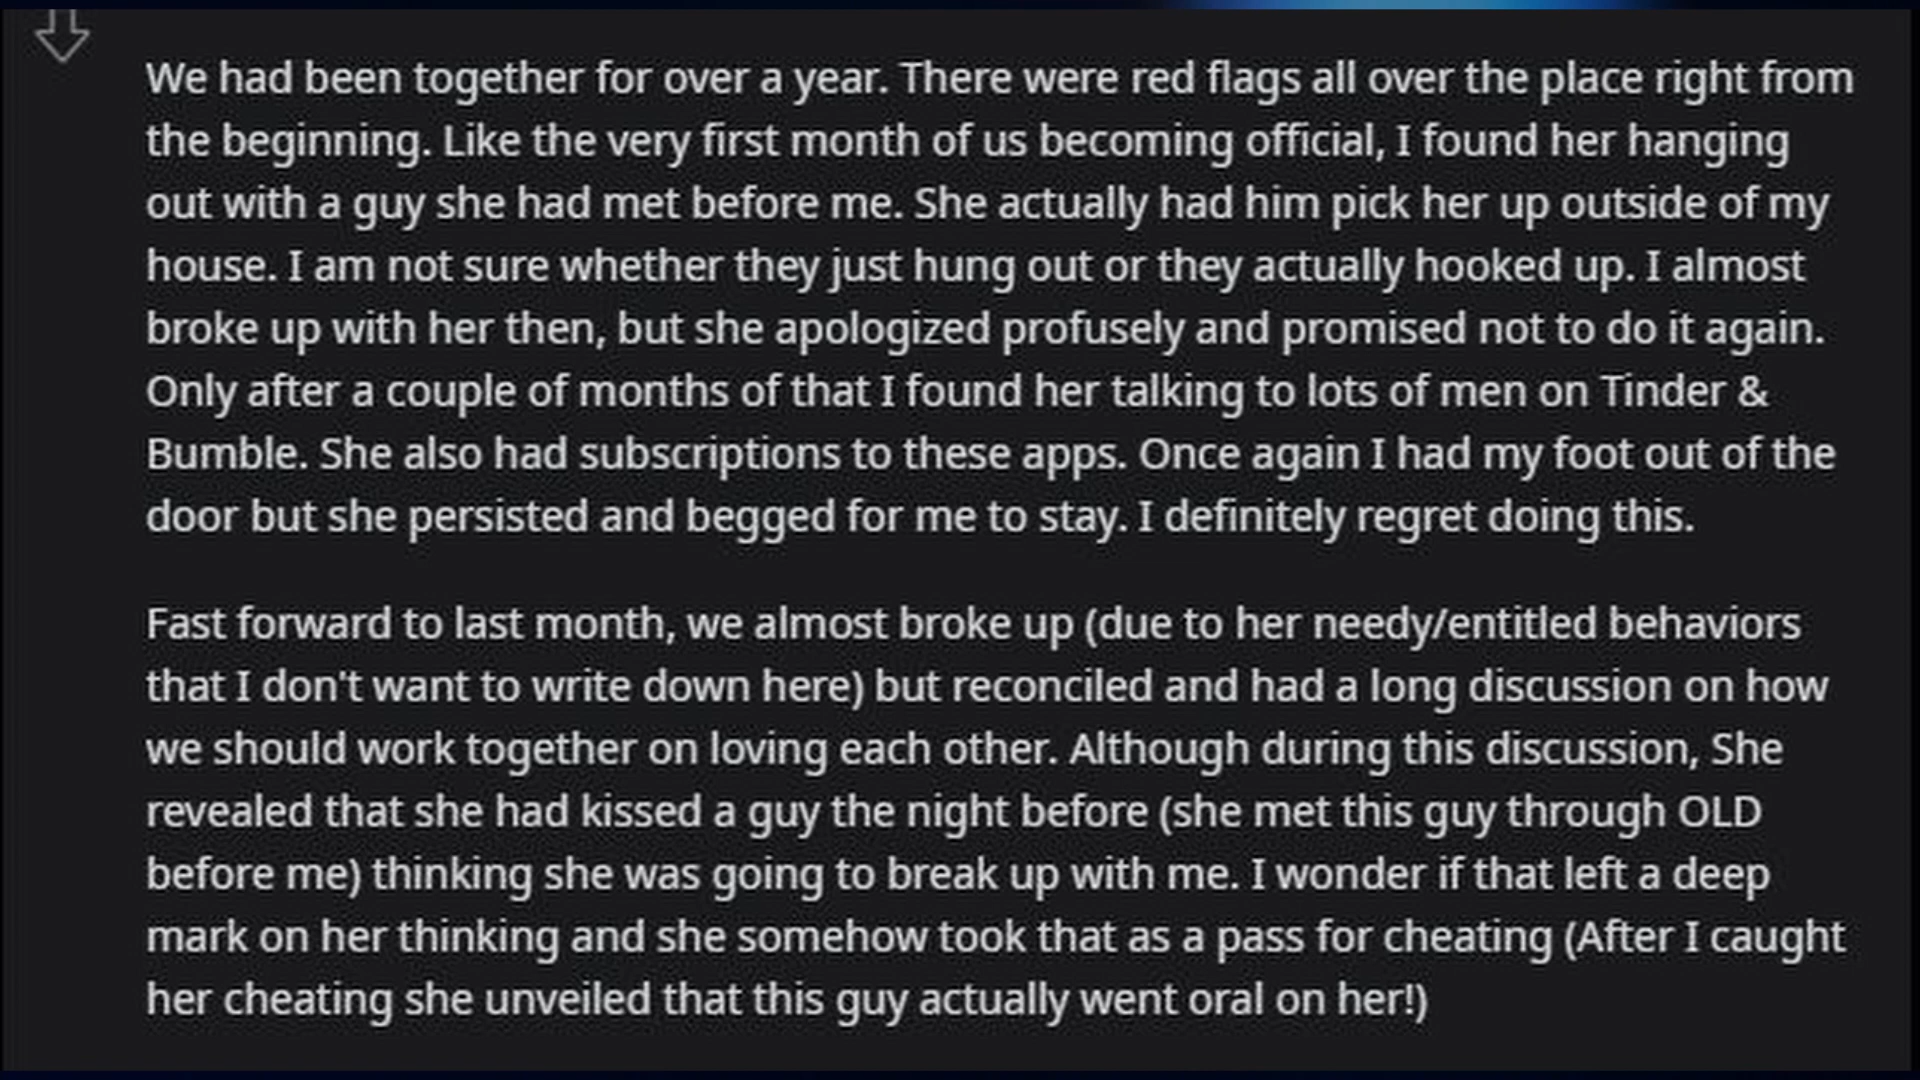 We had been together for over a year. There were red flags all over the place right from
the beginning. Like the very first month of us becoming official, I found her hanging
out with a guy she had met before me. She actually had him pick her up outside of my
house. I am not sure whether they just hung out or they actually hooked up. I almost
broke up with her then, but she apologized profusely and promised not to do it again.
Only after a couple of months of that I found her talking to lots of men on Tinder &
Bumble. She also had subscriptions to these apps. Once again I had my foot out of the
door but she persisted and begged for me to stay. I definitely regret doing this.
Fast forward to last month, we almost broke up (due to her needy/entitled behaviors
that I don't want to write down here) but reconciled and had a long discussion on how
we should work together on loving each other. Although during this discussion, She
revealed that she had kissed a guy the night before (she met this guy through OLD
before me) thinking she was going to break up with me. I wonder if that left a deep
mark on her thinking and she somehow took that as a pass for cheating (After I caught
her cheating she unveiled that this guy actually went oral on her!)